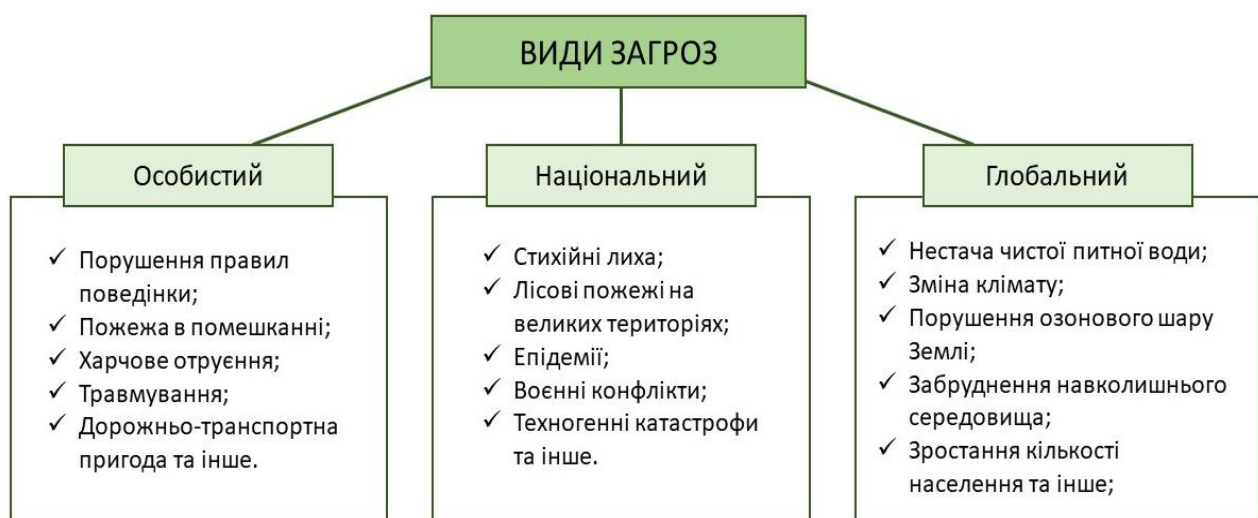 ВИДИ ЗАГРОЗ
Особистий
✓ Порушення правил
поведінки;
✓ Пожежа в помешканні;
✓ Харчове отруєння;
✓ Травмування;
✓ Дорожньо-транспортна
пригода та інше.
Національний
✓ Стихійні лиха;
✓ Лісові пожежі на
великих територіях;
✓ Епідемії;
✓ Воєнні конфлікти;
✓ Техногенні катастрофи
та інше.
Глобальний
✓ Нестача чистої питної води;
✓ Зміна клімату;
✓ Порушення озонового шару
Землі;
✓ Забруднення навколишнього
середовища;
✓ Зростання кількості
населення та інше;